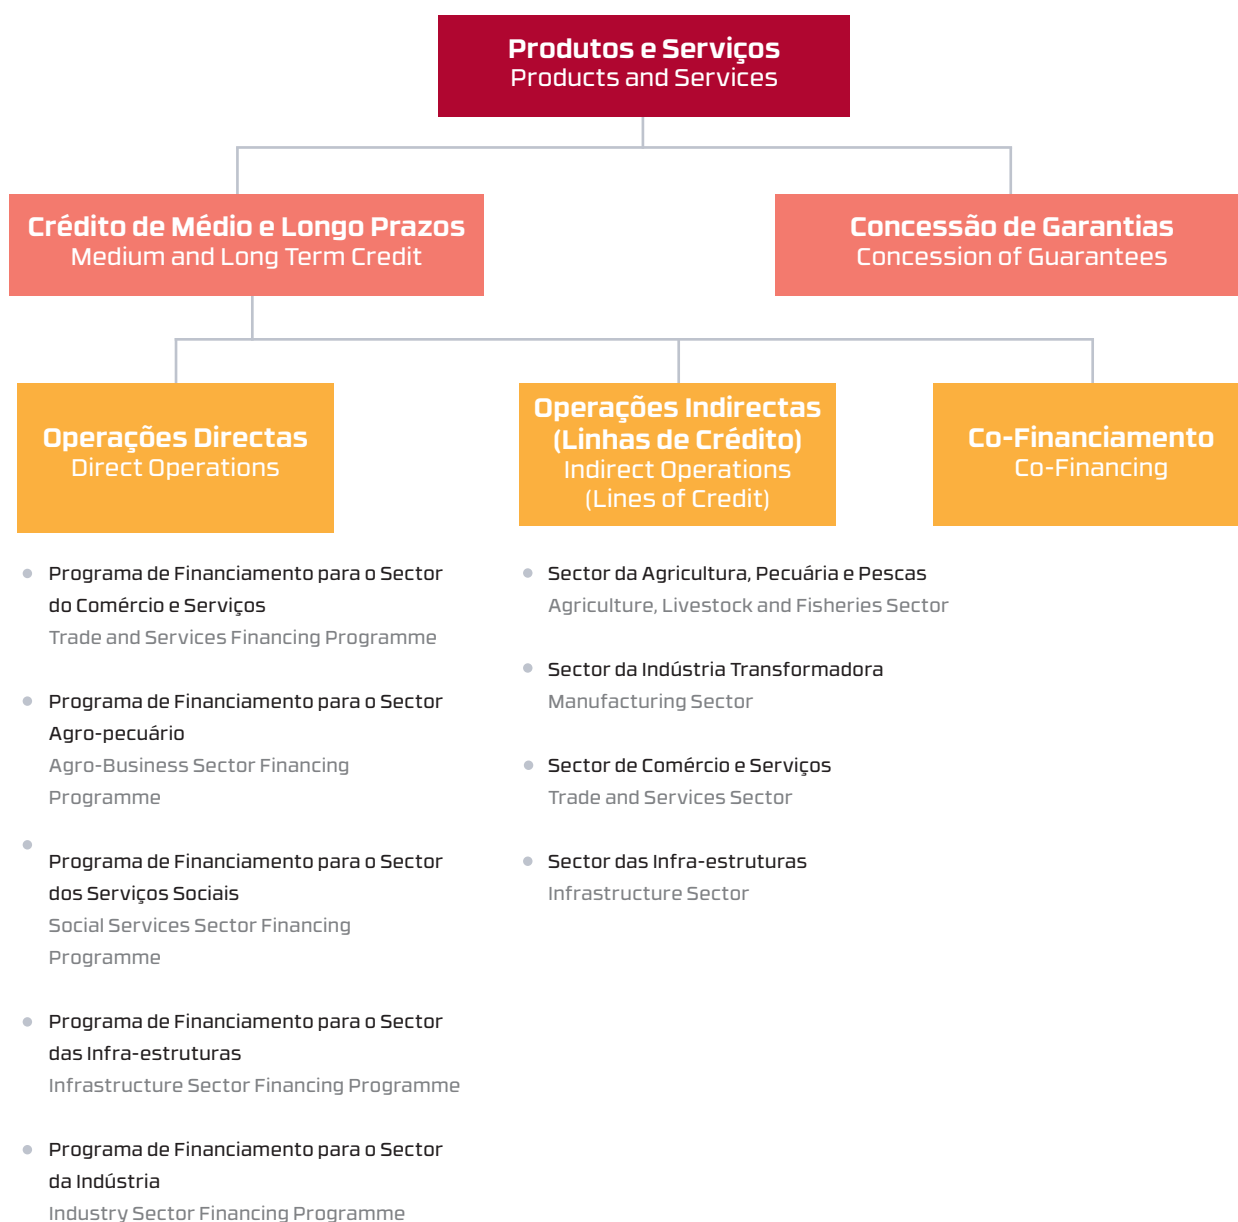 Produtos e Serviços
Products and Services
Crédito de Médio e Longo Prazos
Medium and Long Term Credit
Concessão de Garantias
Concession of Guarantees
Operações Directas
Direct Operations
Operações Indirectas
(Linhas de Crédito)
Indirect Operations
(Lines of Credit)
Co-Financiamento
Co-Financing
Programa de Financiamento para o Sector
do Comércio e Serviços
Trade and Services Financing Programme
Programa de Financiamento para o Sector
Agro-pecuário
Agro-Business Sector Financing
Programme
Programa de Financiamento para o Sector
dos Serviços Sociais
Social Services Sector Financing
Programme
Programa de Financiamento para o Sector
das Infra-estruturas
Infrastructure Sector Financing Programme
Programa de Financiamento para o Sector
da Indústria
Industry Sector Financing Programme
Sector da Agricultura, Pecuária e Pescas
Agriculture, Livestock and Fisheries Sector
Sector da Indústria Transformadora
Manufacturing Sector
Sector de Comércio e Serviços
Trade and Services Sector
Sector das Infra-estruturas
Infrastructure Sector